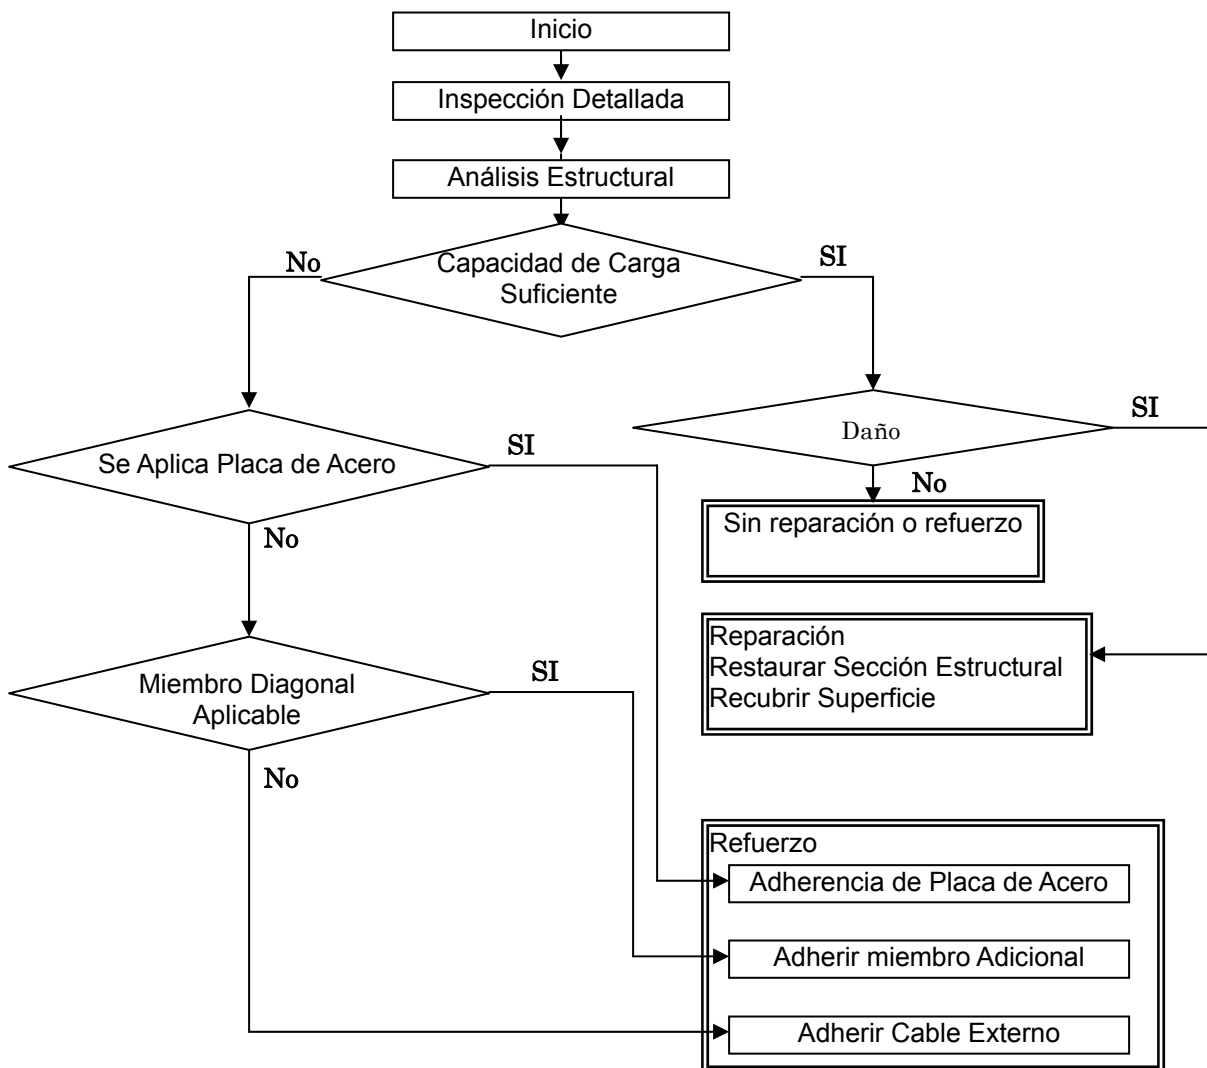 Inicio
Inspección Detallada
Análisis Estructural
No
Capacidad de Carga
Suficiente
SI
Daño
SI
No
Se Aplica Placa de Acero
SI
No
Sin reparación o refuerzo
Reparación
Restaurar Sección Estructural
Recubrir Superficie
Miembro Diagonal
Aplicable
SI
No
Refuerzo
Adherencia de Placa de Acero
Adherir miembro Adicional
Adherir Cable Externo